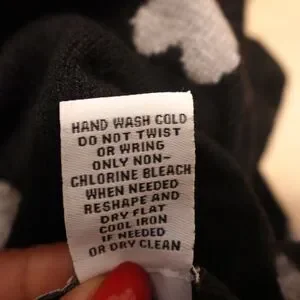 HAND WASH COLD
DO NOT TWIST
OR WRING
ONLY NON-
CHLORINE BLEACH
WHEN NEEDED
RESHAPE AND
DRY FLAT
COOL IRON
IF NEEDED
OR DRY CLEAN